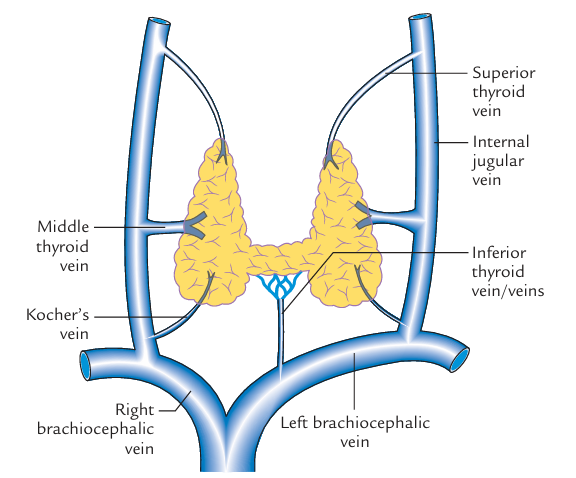 Superior
thyroid
vein
Internal
jugular
vein
Middle
thyroid
vein
Inferior
thyroid
vein/veins
Kocher's
vein
Right
brachiocephalic
vein
Left brachiocephalic
vein